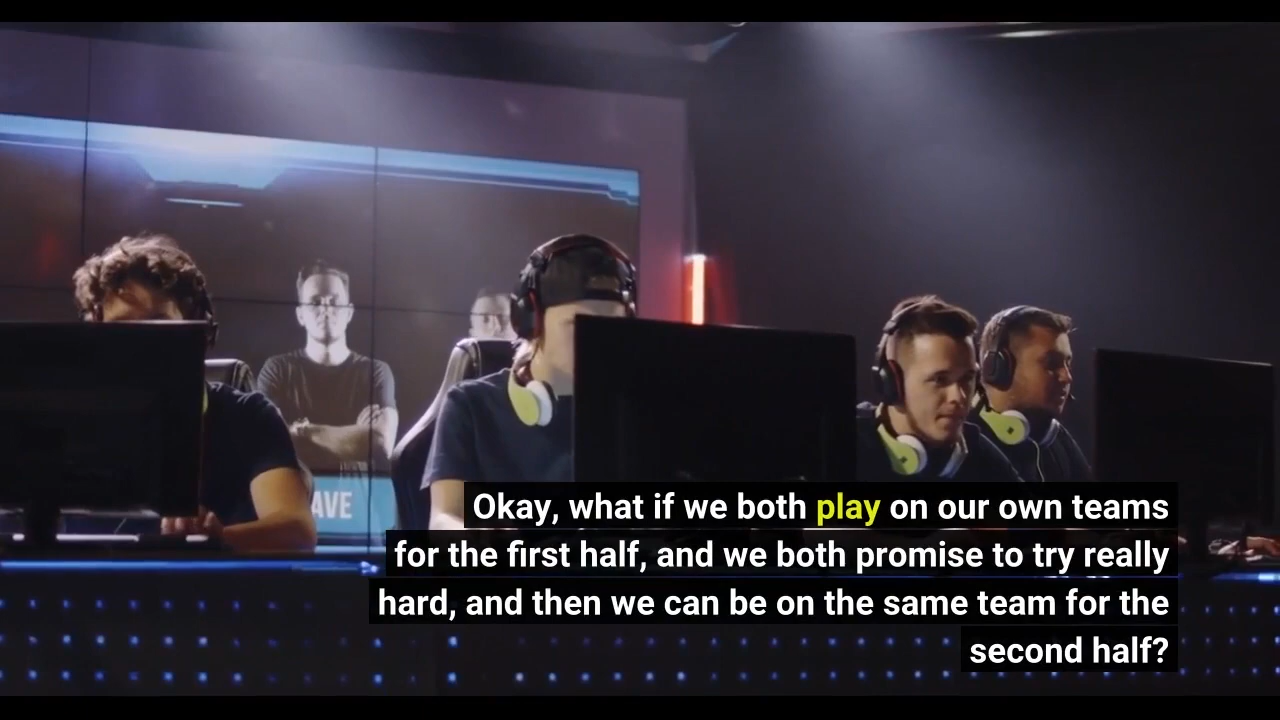 AVE
Okay, what if we both play on our own teams
for the first half, and we both promise to try really
hard, and then we can be on the same team for the
second half?